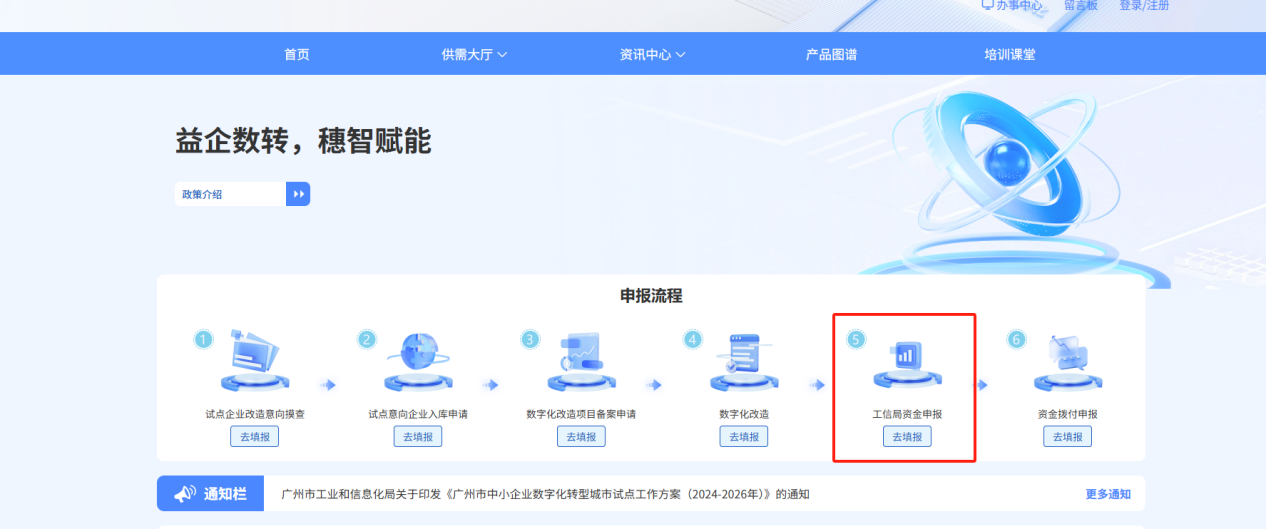 办事中心 留言板 登录/注册
首页 供需大厅 资讯中心 产品图谱 培训课堂
益企数转，穗智赋能
政策介绍
申报流程
1 2 3 4 5 6
试点企业改造意向摸查 试点意向企业入库申请 数字化改造项目备案申请 数字化改造 工信局资金申报 资金拨付申报
去填报 去填报 去填报 去填报 去填报 去填报
通知栏 广州市工业和信息化局关于印发《广州市中小企业数字化转型城市试点工作方案（2024-2026年）》的通知 更多通知